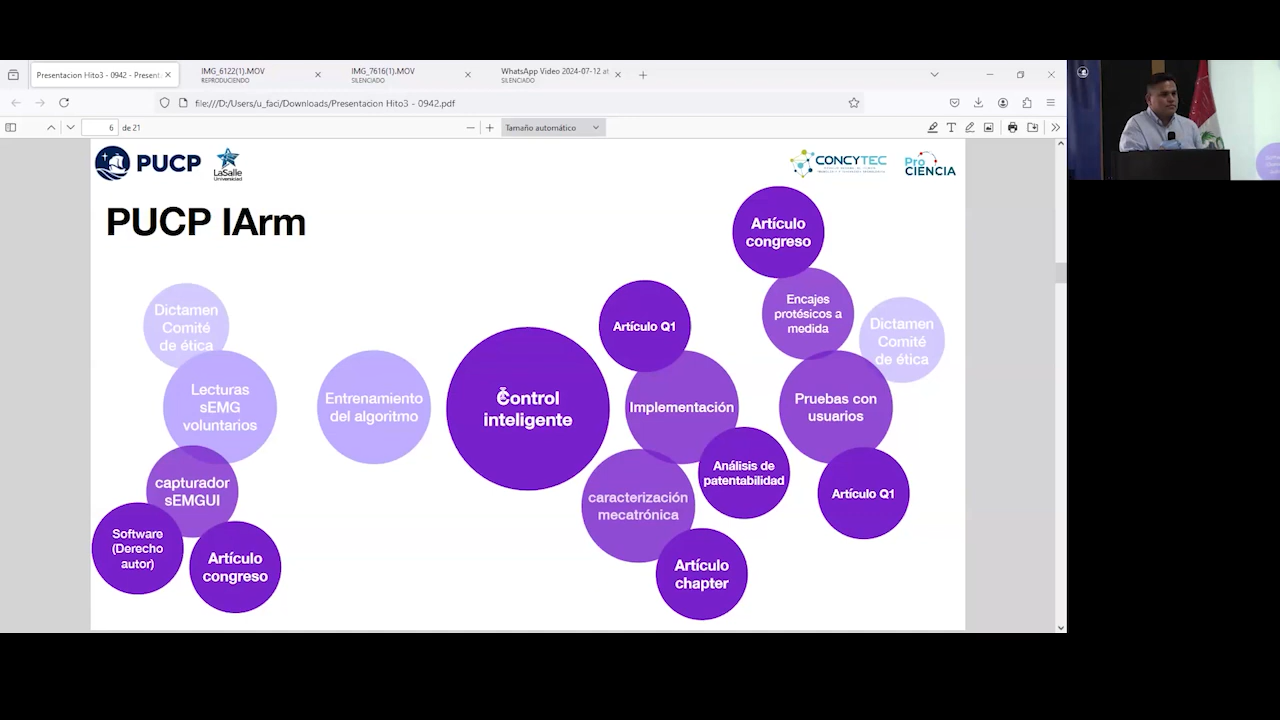 Presentacion Hito3 - 0942 - Present.
IMG_6122(1).MOV
REPRODUCIENDO
IMG_7616(1).MOV
SILENCIADO
WhatsApp Video 2024-07-12 at
SILENCIADO
file:///D:/Users/u_faci/Downloads/Presentacion Hito3 - 0942.pdf
6 de 21
Tamaño automático
PUCP
LaSalle
Universidad
CONCYTEC
Pro
CIENCIA
PUCP IArm
Artículo
congreso
Encajes
protésicos a
medida
Dictamen
Comité
de ética
Artículo Q1
Dictamen
Comité
de ética
Lecturas
sEMG
voluntarios
Entrenamiento
del algoritmo
Control
inteligente
Implementación
Pruebas con
usuarios
capturador
sEMGUI
Análisis de
patentabilidad
Artículo Q1
caracterización
mecatrónica
Software
(Derecho
autor)
Artículo
congreso
Artículo
chapter